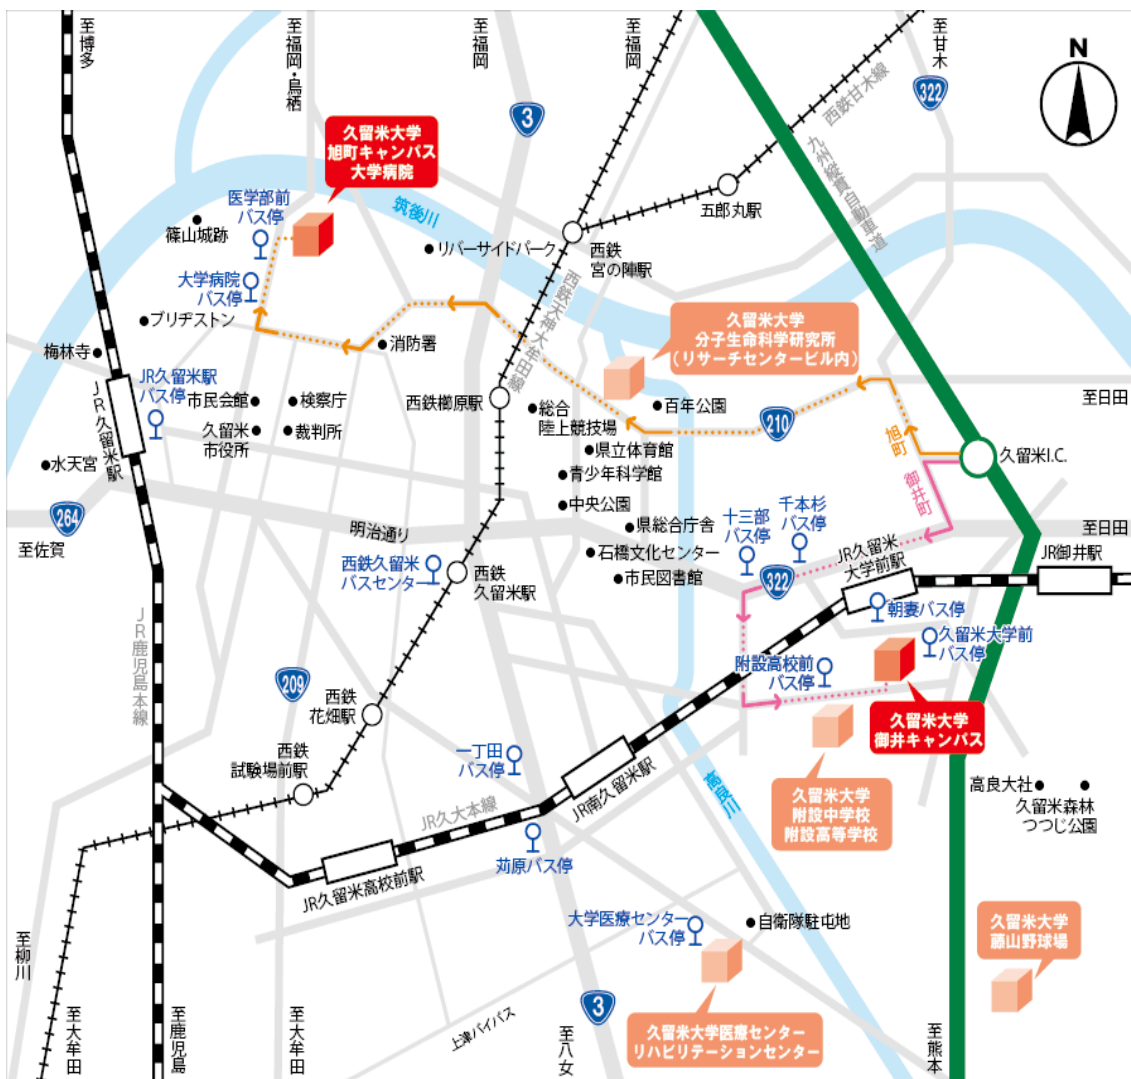 至博多
至福岡・鳥栖
至福岡
至福岡
至甘木
N
322
3
西鉄甘木線
九州縦貫自動車道
久留米大学
旭町キャンパス
大学病院
医学部前
バス停
篠山城跡
筑後川
リバーサイドパーク
五郎丸駅
西鉄
宮の陣駅
大学病院
バス停
西鉄天神大牟田線
ブリヂストン
久留米大学
分子生命科学研究所
(リサーチセンタービル内)
梅林寺
消防署
JR久留米駅
バス停
JR久留米駅
市民会館
検察庁
西鉄櫛原駅
総合
陸上競技場
百年公園
210
至日田
久留米
市役所
裁判所
旭町
県立体育館
久留米I.C.
水天宮
青少年科学館
御井町
264
中央公園
千本杉
バス停
十三部
バス停
至佐賀
明治通り
県総合庁舎
至日田
石橋文化センター
JR久留米
大学前駅
JR御井駅
西鉄久留米
バスセンター
西鉄
久留米駅
市民図書館
322
朝妻バス停
JR鹿児島本線
久留米大学前
バス停
附設高校前
バス停
209
西鉄
花畑駅
久留米大学
御井キャンパス
西鉄
試験場前駅
一丁田
バス停
JR南久留米駅
高良川
久留米大学
附設中学校
附設高等学校
高良大社
久留米森林
つつじ公園
JR久大本線
苅原バス停
JR久留米高校前駅
大学医療センター
バス停
自衛隊駐屯地
久留米大学
藤山野球場
至柳川
3
久留米大学医療センター
リハビリテーションセンター
上津バイパス
至大牟田
至鹿児島
至大牟田
至八女
至熊本